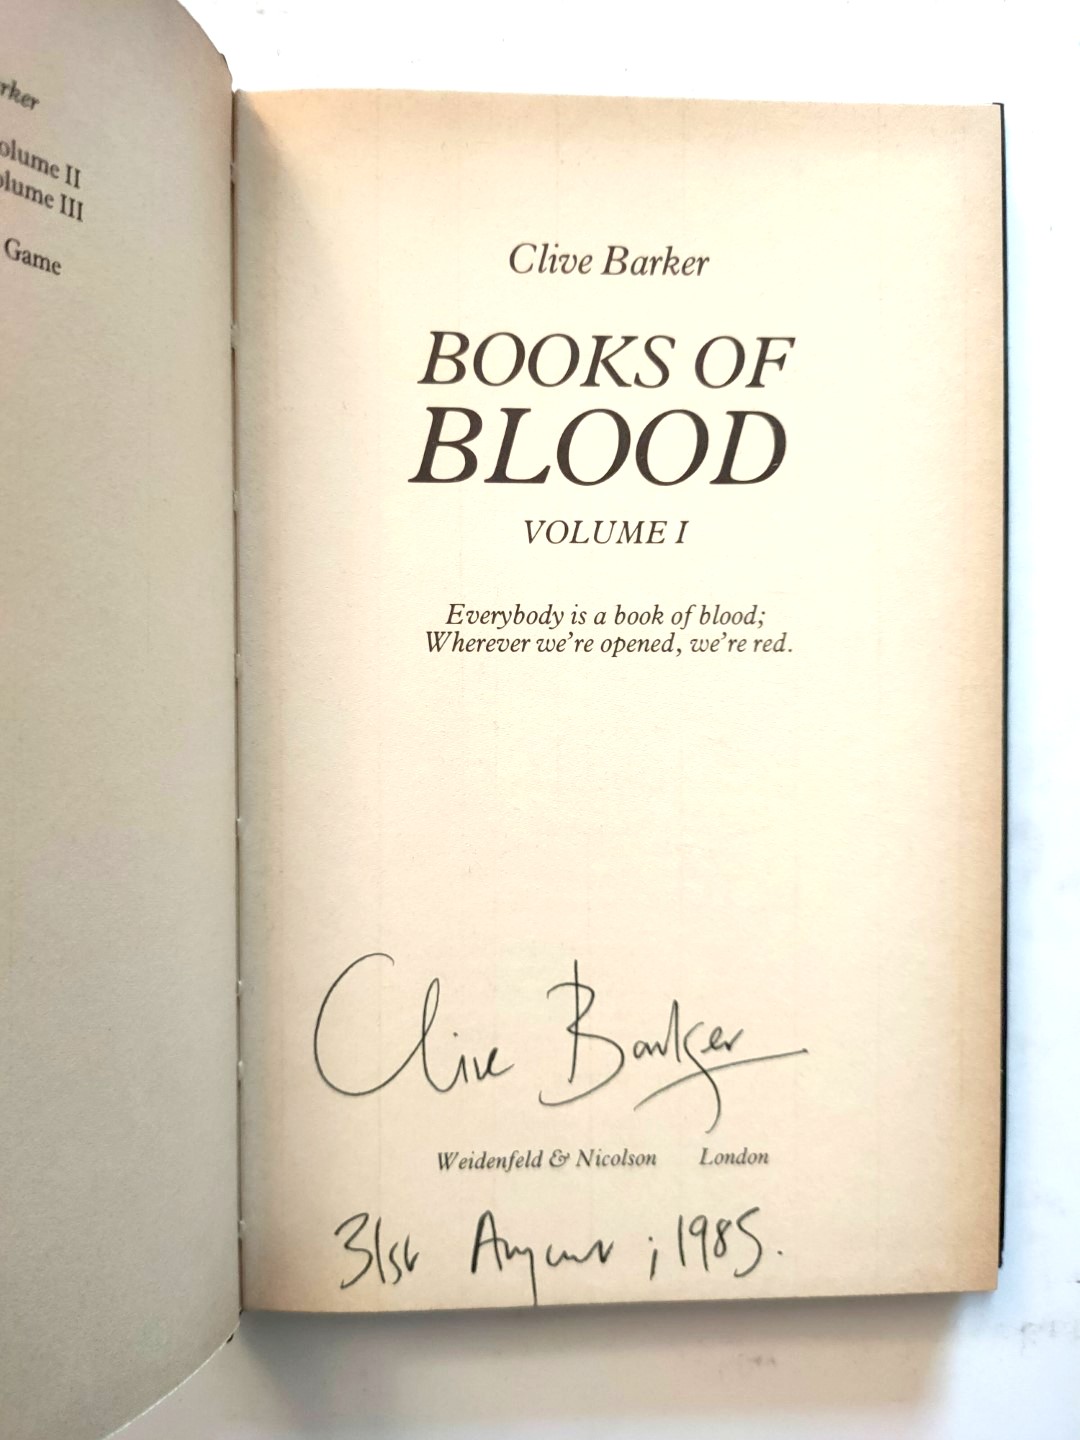 rker
olume II
olume III
Game
Clive Barker
BOOKS OF
BLOOD
VOLUME I
Everybody is a book of blood;
Wherever we're opened, we're red.
Clive Barker
Weidenfeld & Nicolson London
31st August ; 1985.